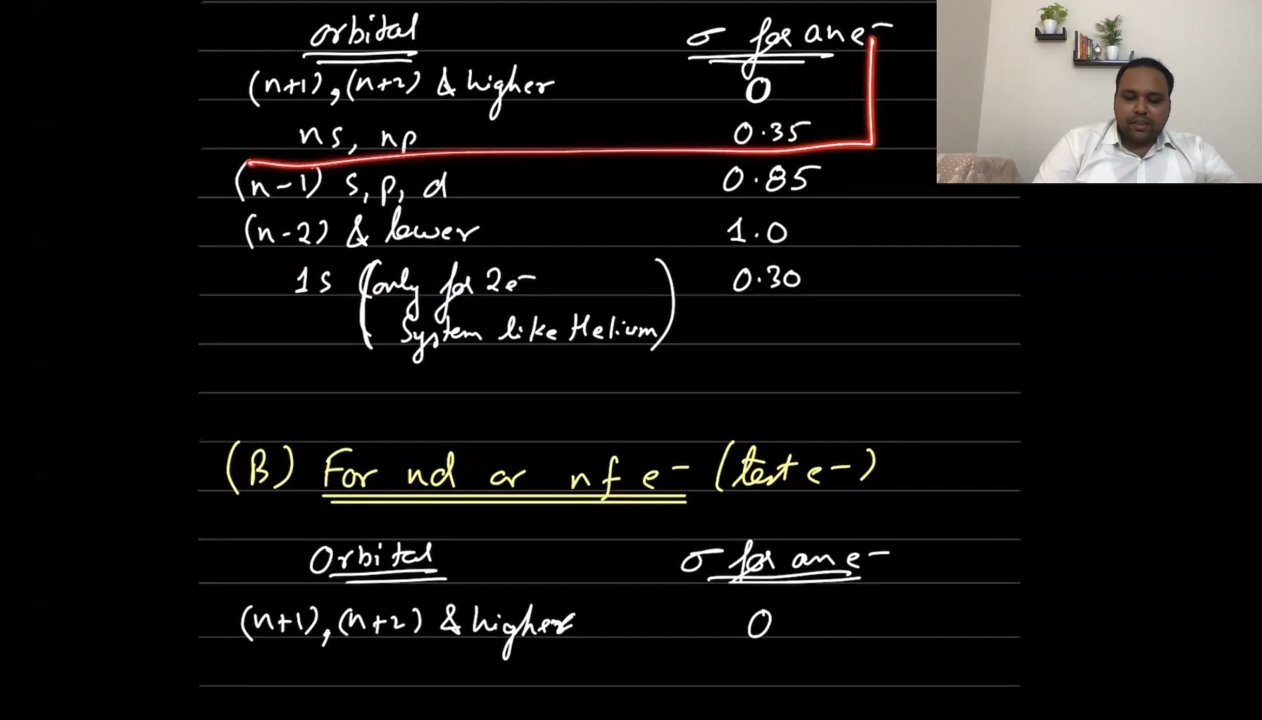 Orbital σ for an e-
(n+1), (n+2) & higher 0
ns, np 0.35
(n-1) s, p, d 0.85
(n-2) & lower 1.0
1s (only for 2e- 0.30
System like Helium)
(B) For nd or nf e- (test e-)
Orbital σ for an e-
(n+1), (n+2) & higher 0